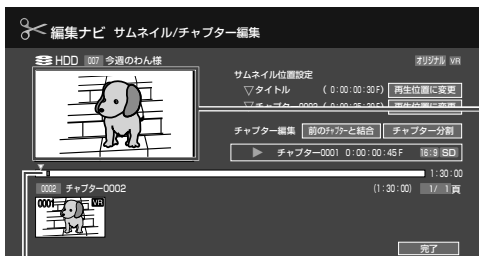 編集ナビ サムネイル/チャプター編集
HDD 007 今週のわん様
オリジナル VR
サムネイル位置設定
▽タイトル ( 0:00:00:30F) 再生位置に変更
チャプター編集 前のチャプターと結合 チャプター分割
▶ チャプター0001 0:00:00:45F 16:9 SD
1:30:00
0002 チャプター0002 (1:30:00) 1/ 1頁
0001 VR
完了